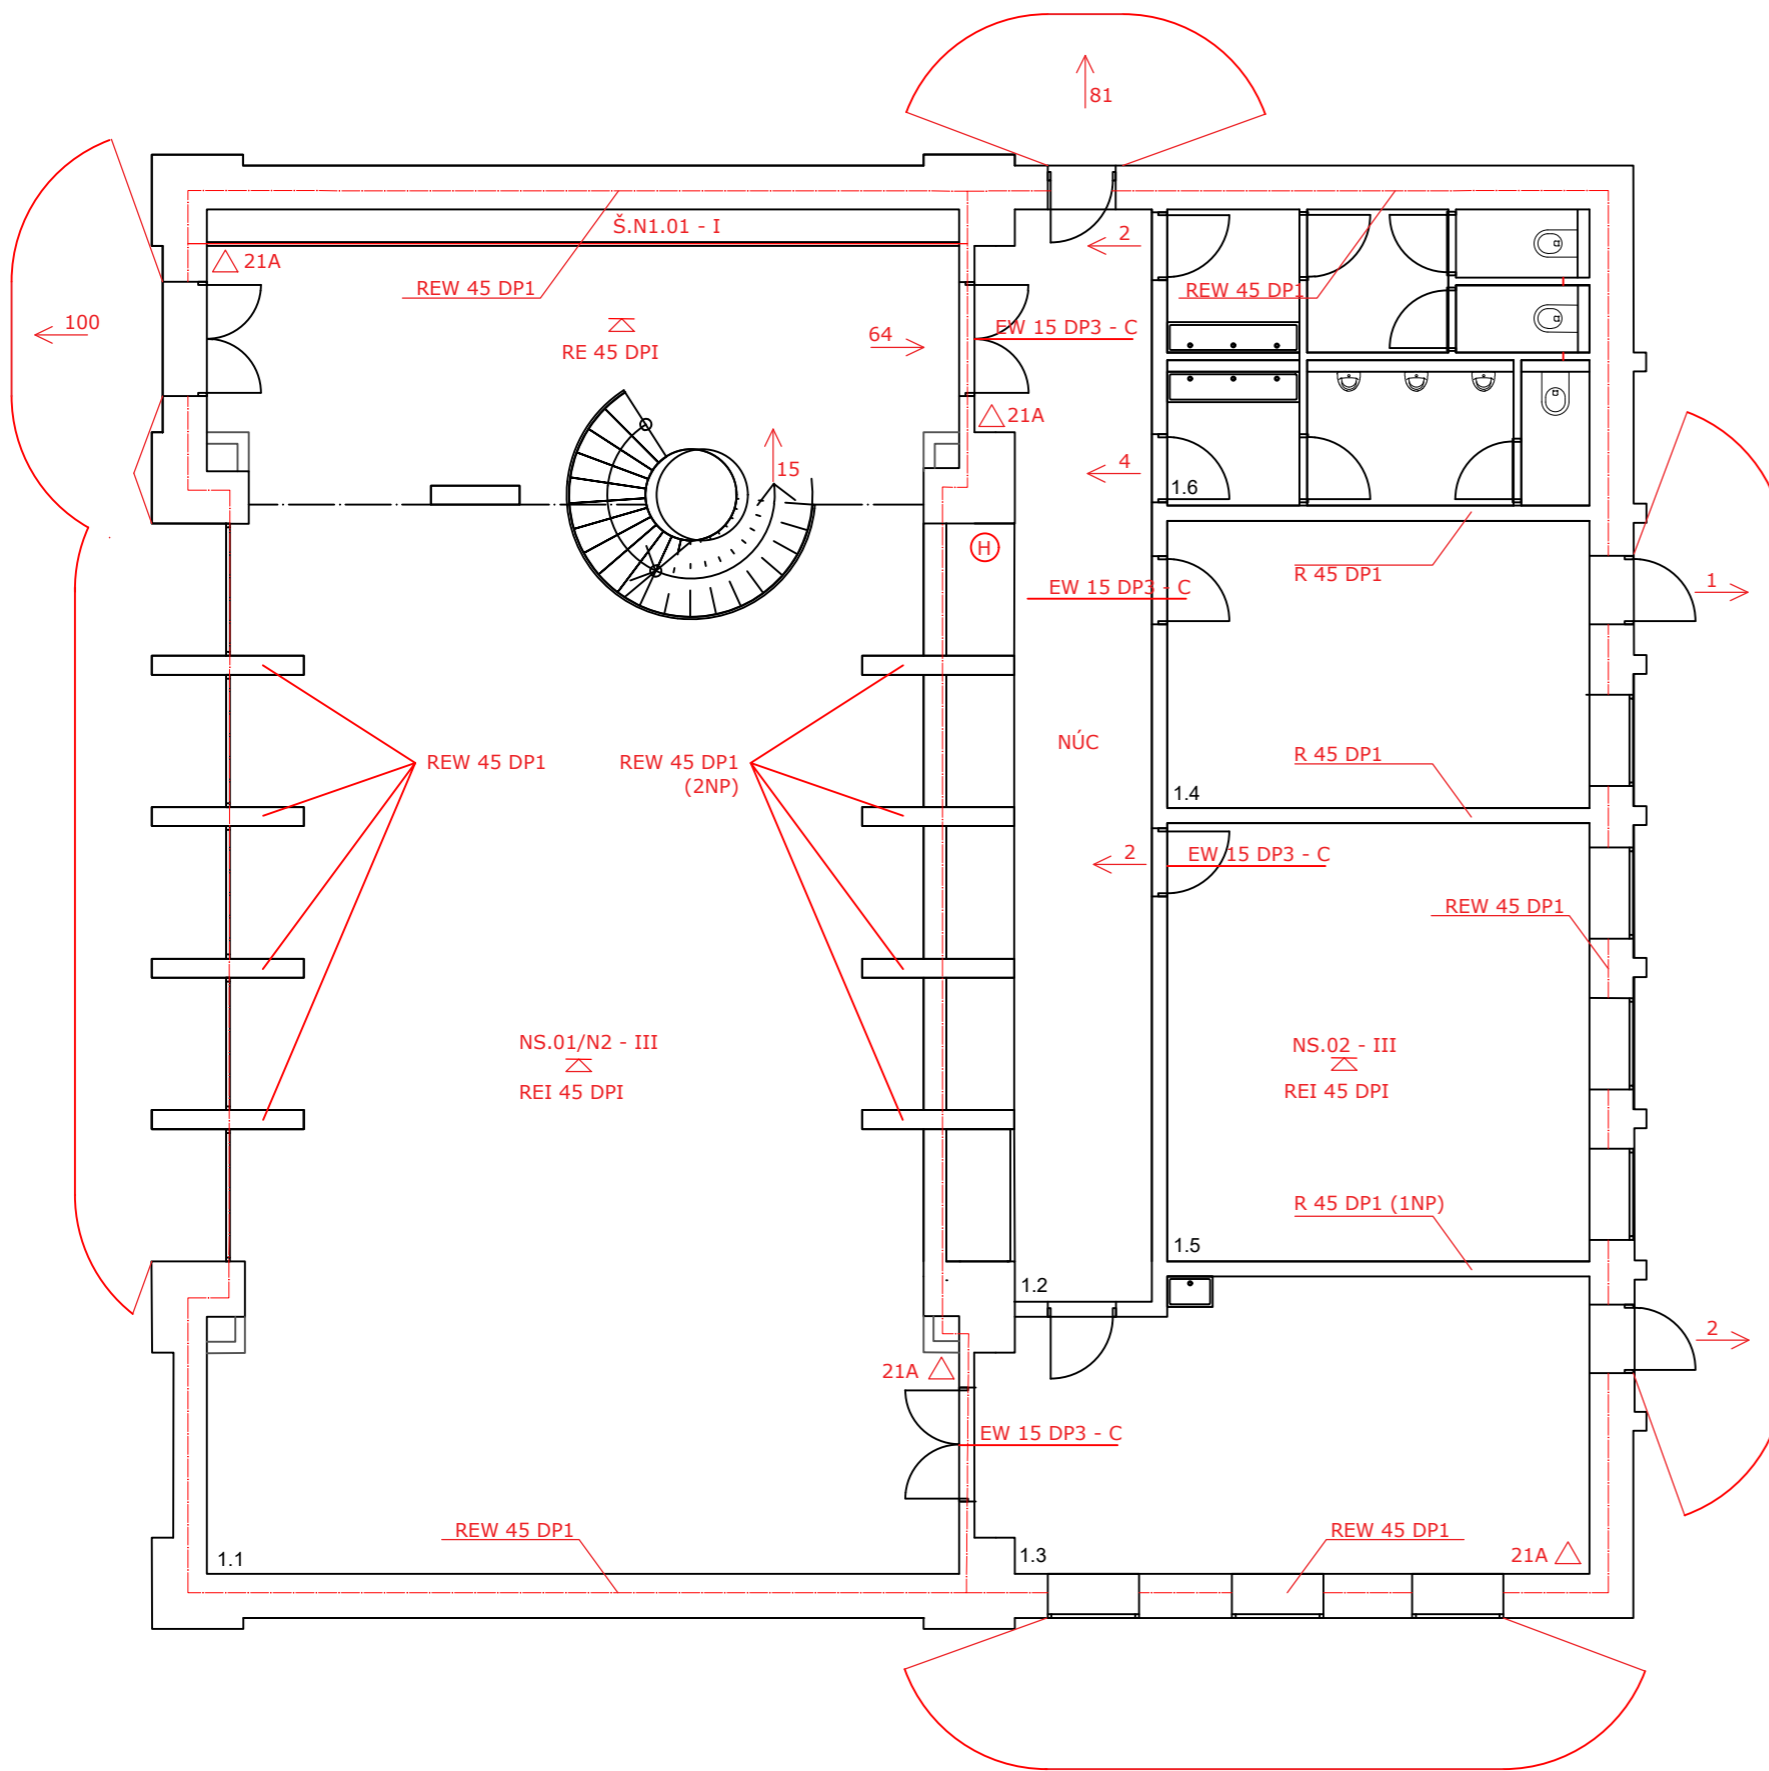 81
Š.N1.01 - I
2
21A
REW 45 DP1
REW 45 DP1
100
64
EW 15 DP3 - C
RE 45 DPI
21A
15
4
1.6
H
R 45 DP1
EW 15 DP3 - C
1
NÚC
REW 45 DP1
REW 45 DP1
(2NP)
R 45 DP1
1.4
2
EW 15 DP3 - C
REW 45 DP1
NS.01/N2 - III
REI 45 DPI
NS.02 - III
REI 45 DPI
R 45 DP1 (1NP)
1.5
1.2
2
21A
EW 15 DP3 - C
REW 45 DP1
REW 45 DP1
1.1
1.3
21A